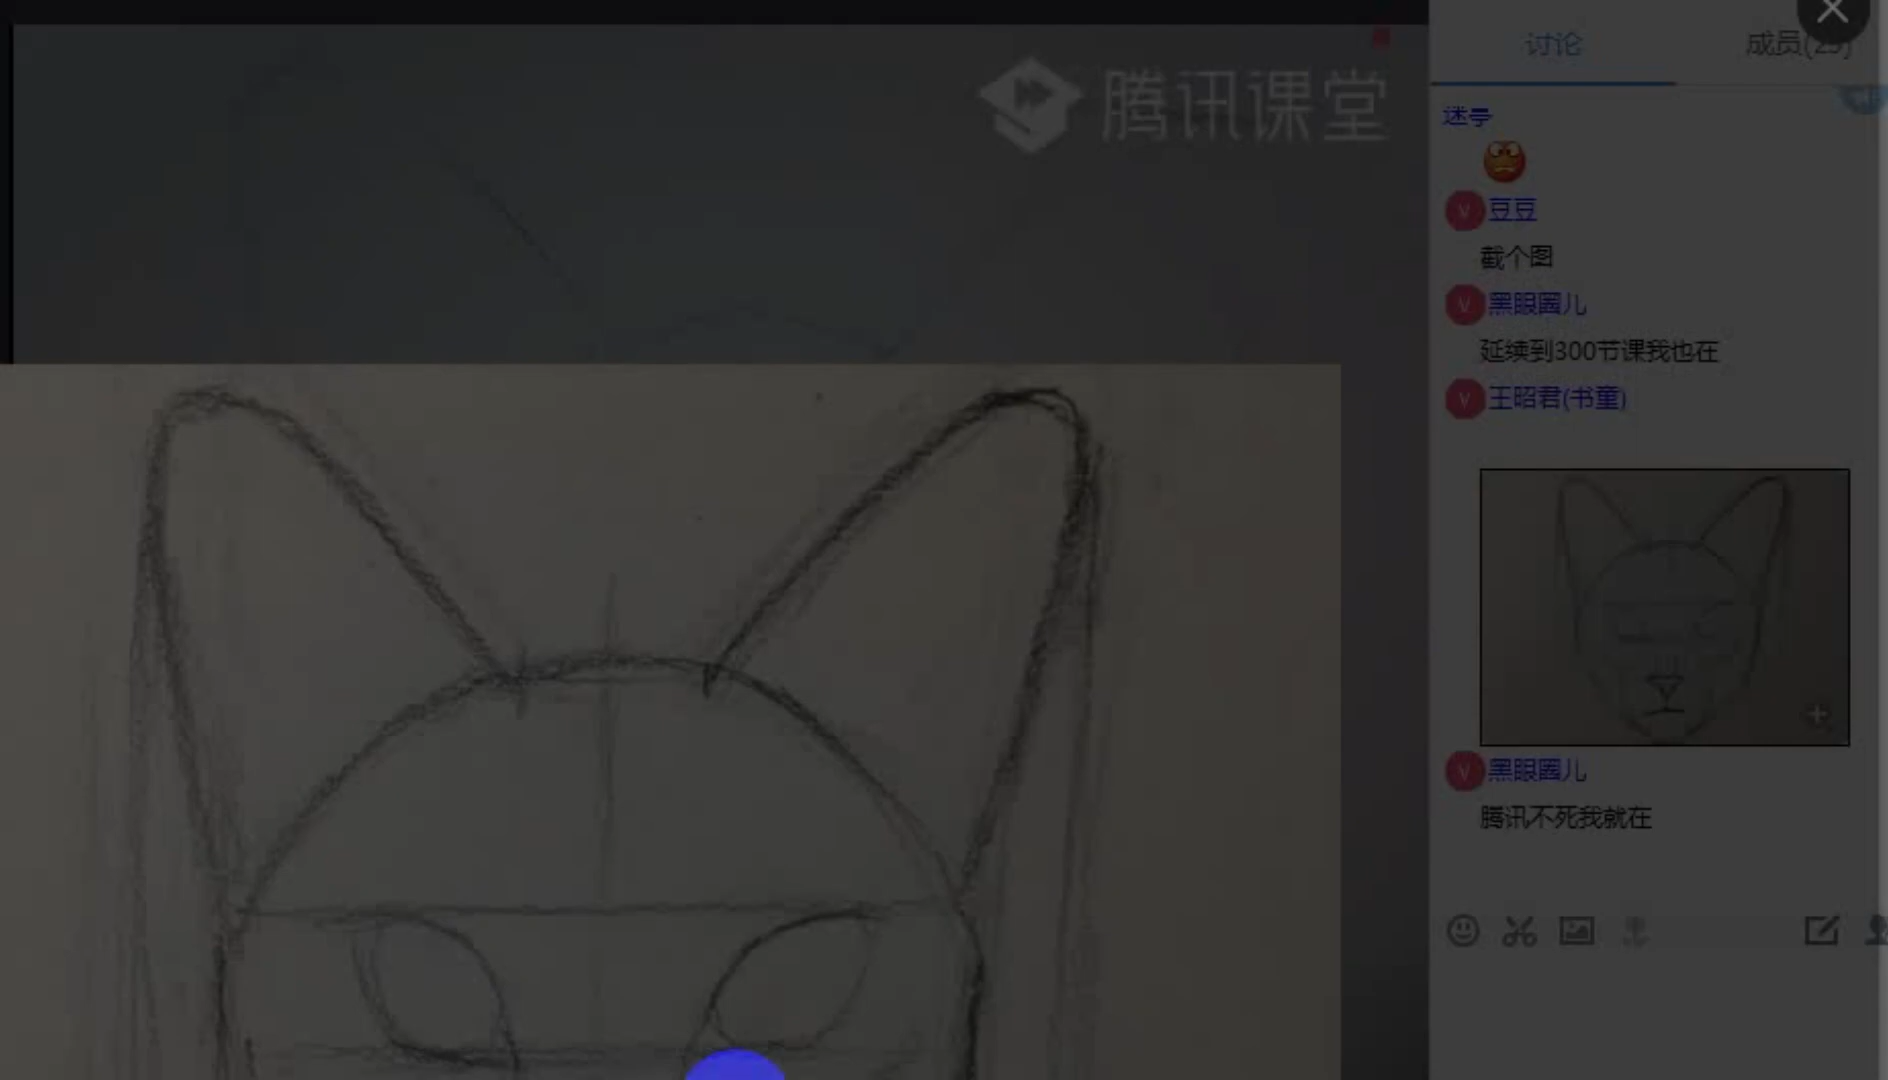 腾讯课堂
讨论
成员(25)
迷亭
豆豆
截个图
黑眼圈儿
延续到300节课我也在
王昭君(书童)
黑眼圈儿
腾讯不死我就在